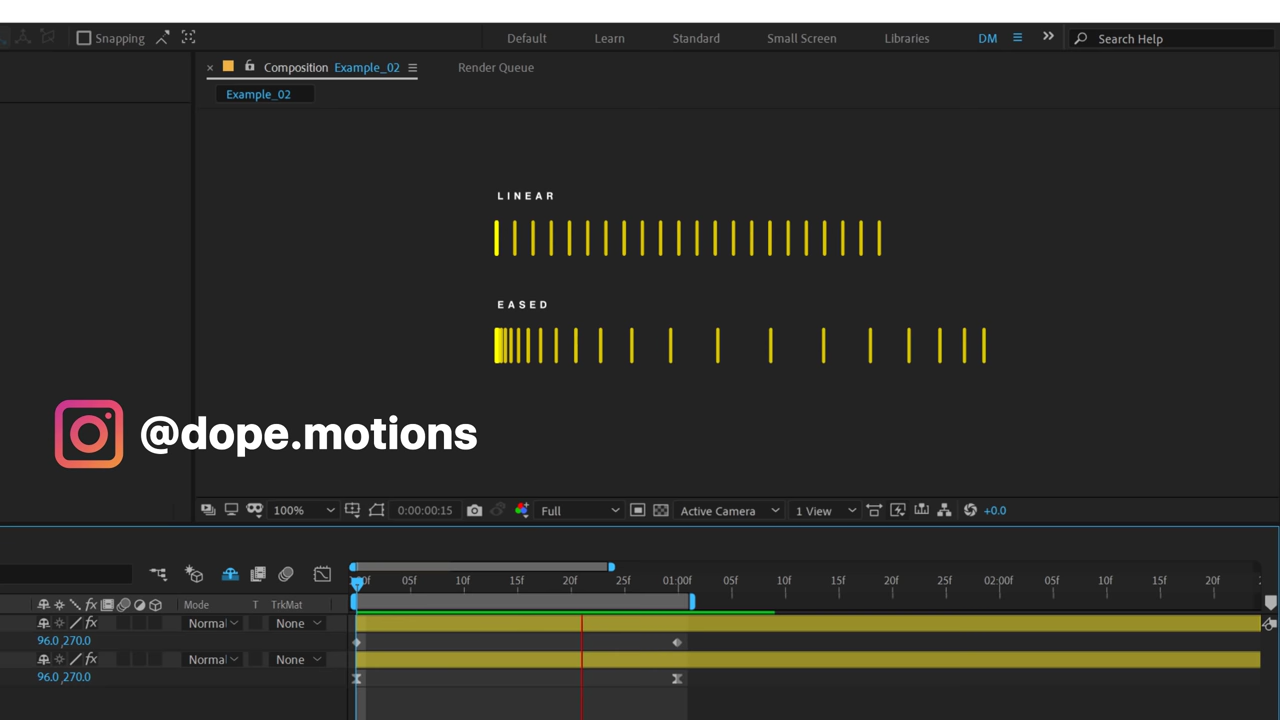 Snapping Default Learn Standard Small Screen Libraries DM Search Help
Composition Example_02 Render Queue
Example_02
LINEAR
EASED
@dope.motions
100% 0:00:00:15 Full Active Camera 1 View +0.0
05f 10f 15f 20f 25f 01:00f 05f 10f 15f 20f 25f 02:00f 05f 10f 15f 20f
Mode T TrkMat
Normal None
96.0,270.0
Normal None
96.0,270.0